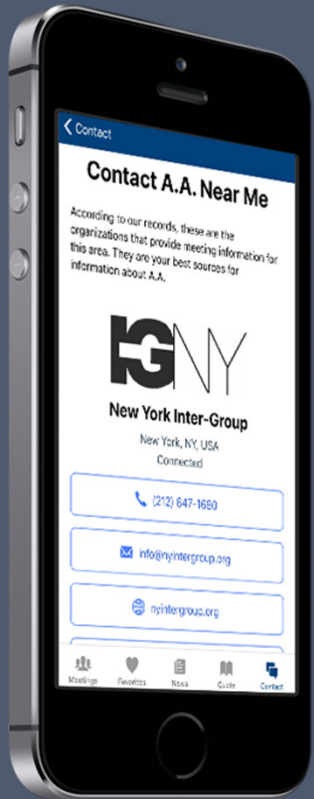 Contact
Contact A.A. Near Me
According to our records, these are the
organizations that provide meeting information for
this area. They are your best sources for
information about A.A.
IGNY
New York Inter-Group
New York, NY, USA
Connected
(212) 647-1680
info@nyintergroup.org
nyintergroup.org
Meetings
Favorites
News
Quote
Contact